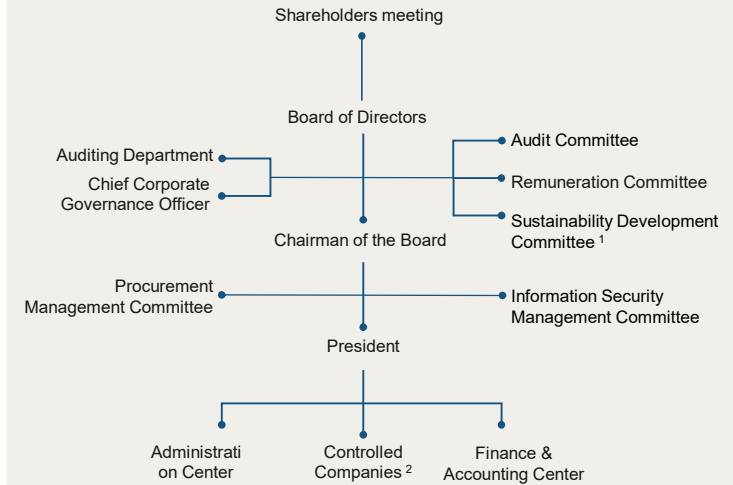 Shareholders meeting
Board of Directors
Auditing Department
Chief Corporate
Governance Officer
Audit Committee
Remuneration Committee
Sustainability Development
Committee 1
Chairman of the Board
Procurement
Management Committee
Information Security
Management Committee
President
Administrati
on Center
Controlled
Companies 2
Finance &
Accounting Center